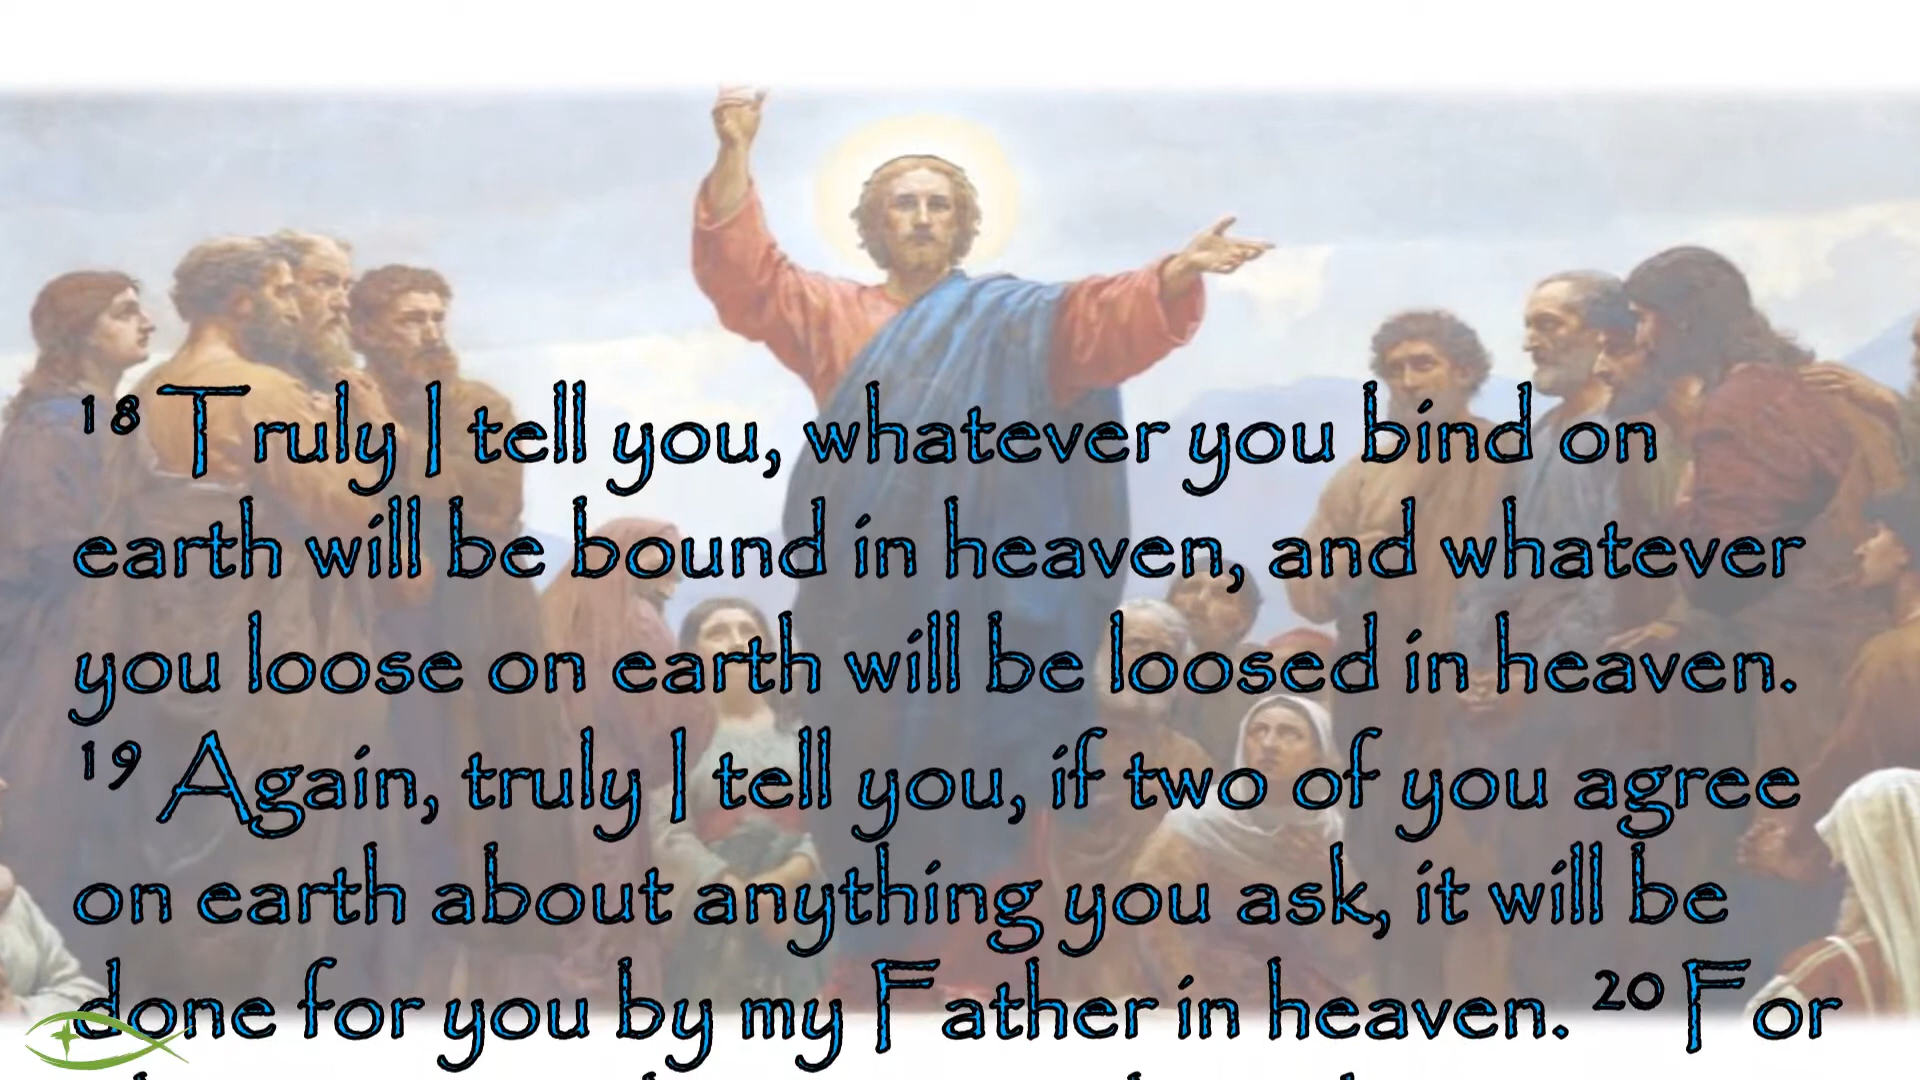 18 Truly I tell you, whatever you bind on
earth will be bound in heaven, and whatever
you loose on earth will be loosed in heaven.
19 Again, truly I tell you, if two of you agree
on earth about anything you ask, it will be
done for you by my Father in heaven. 20 For